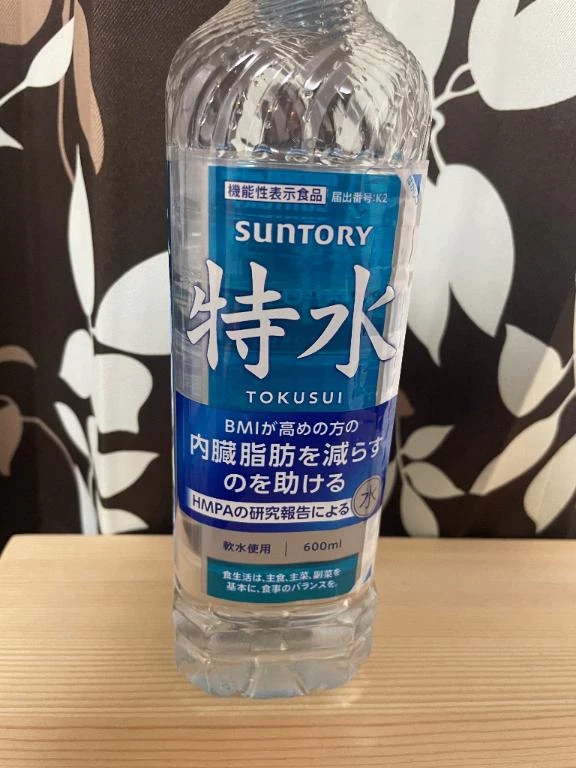 機能性表示食品 届出番号:K2
SUNTORY
特水
TOKUSUI
BMIが高めの方の
内臓脂肪を減らす
のを助ける
HMPAの研究報告による 水
軟水使用 | 600ml
食生活は、主食、主菜、副菜を
基本に、食事のバランスを。